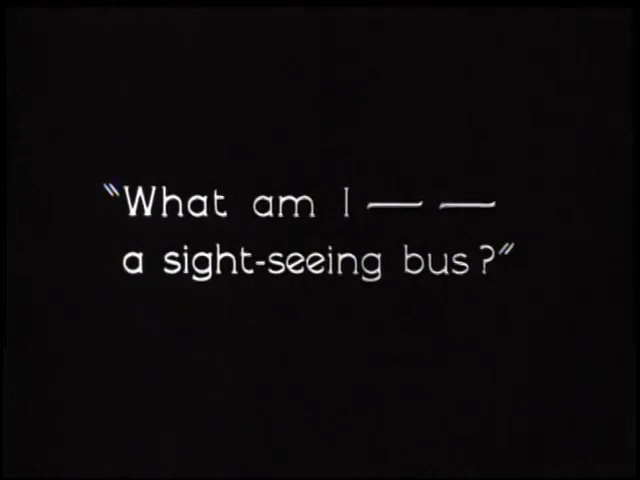 "What am I — —
a sight-seeing bus?"